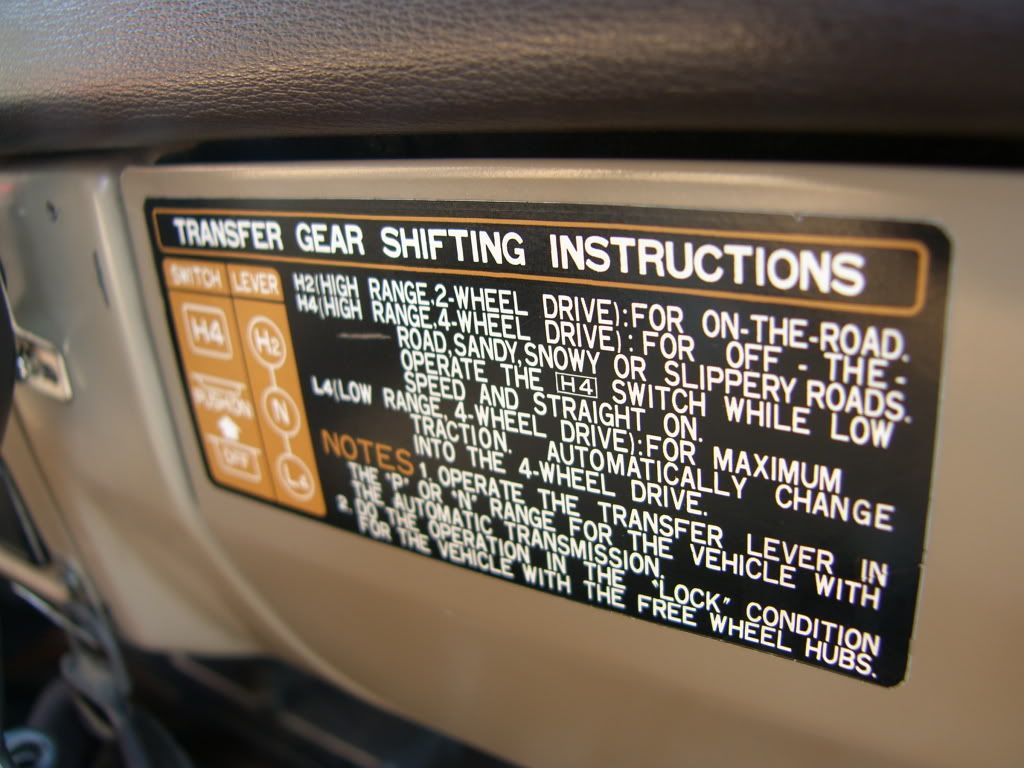 TRANSFER GEAR SHIFTING INSTRUCTIONS
SWITCH LEVER
H4
PUSH ON
OFF
H2
N
L4
H2(HIGH RANGE,2-WHEEL DRIVE):FOR ON-THE-ROAD.
H4(HIGH RANGE,4-WHEEL DRIVE):FOR OFF-THE-
ROAD,SANDY,SNOWY OR SLIPPERY ROADS.
OPERATE THE H4 SWITCH WHILE LOW
SPEED AND STRAIGHT ON.
L4(LOW RANGE, 4-WHEEL DRIVE):FOR MAXIMUM
TRACTION. AUTOMATICALLY CHANGE
INTO THE 4-WHEEL DRIVE.
NOTES 1. OPERATE THE TRANSFER LEVER IN
THE "P" OR "N" RANGE FOR THE VEHICLE WITH
THE AUTOMATIC TRANSMISSION.
2. DO THE OPERATION IN THE "LOCK" CONDITION
FOR THE VEHICLE WITH THE FREE WHEEL HUBS.